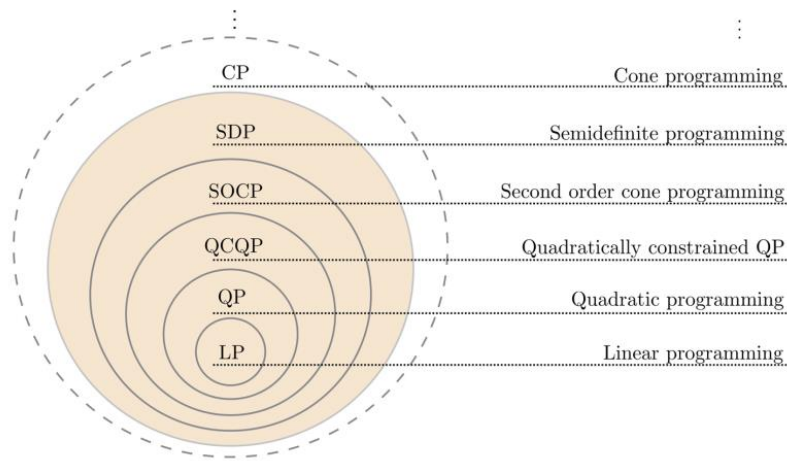 ⋮ ⋮
CP Cone programming
SDP Semidefinite programming
SOCP Second order cone programming
QCQP Quadratically constrained QP
QP Quadratic programming
LP Linear programming